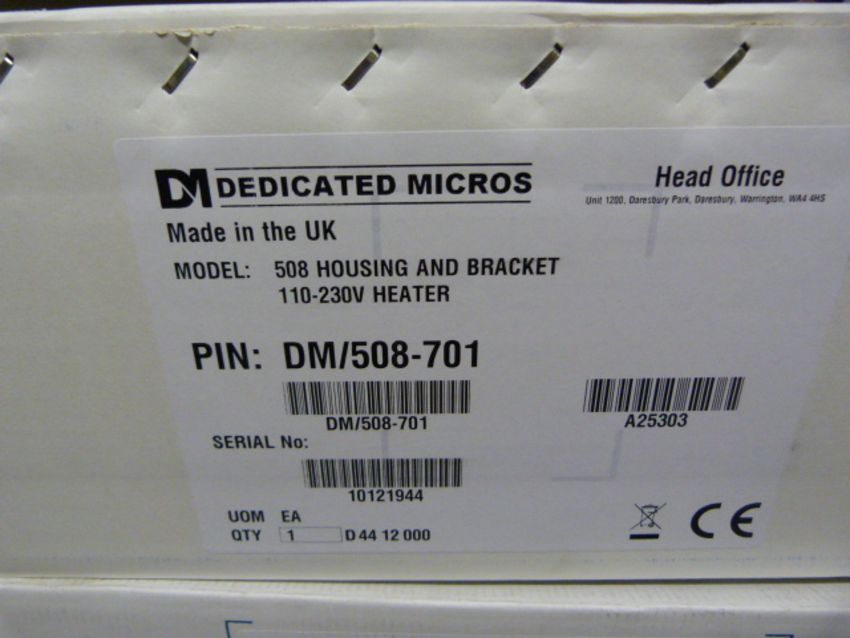 DM DEDICATED MICROS
Head Office
Unit 1200, Daresbury Park, Daresbury, Warrington, WA4 4HS
Made in the UK
MODEL: 508 HOUSING AND BRACKET
110-230V HEATER
PIN: DM/508-701
DM/508-701
A25303
SERIAL No:
10121944
UOM EA
QTY 1 D 44 12 000
CE